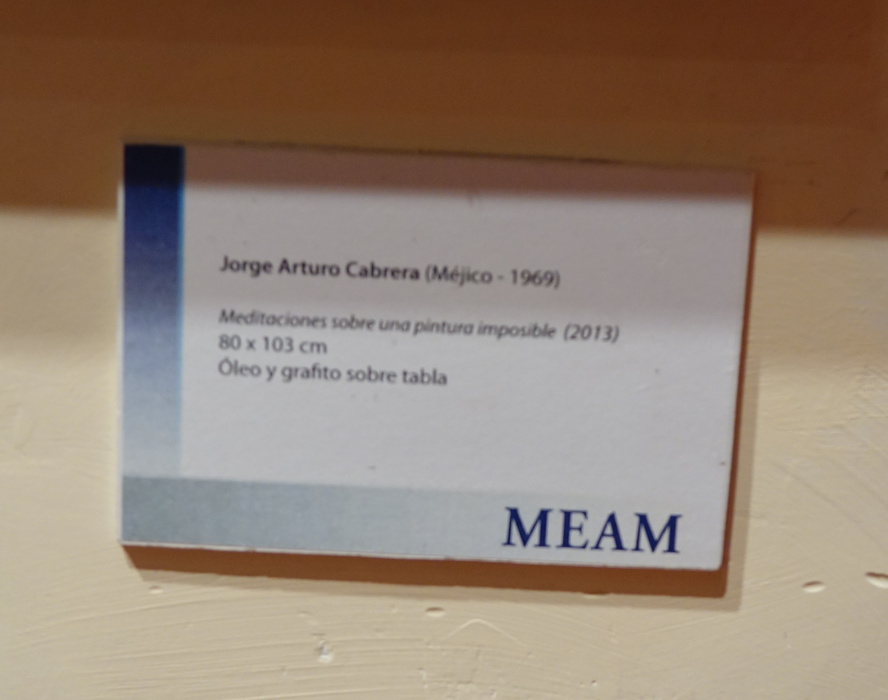 Jorge Arturo Cabrera (Méjico - 1969)
Meditaciones sobre una pintura imposible (2013)
80 x 103 cm
Óleo y grafito sobre tabla
MEAM